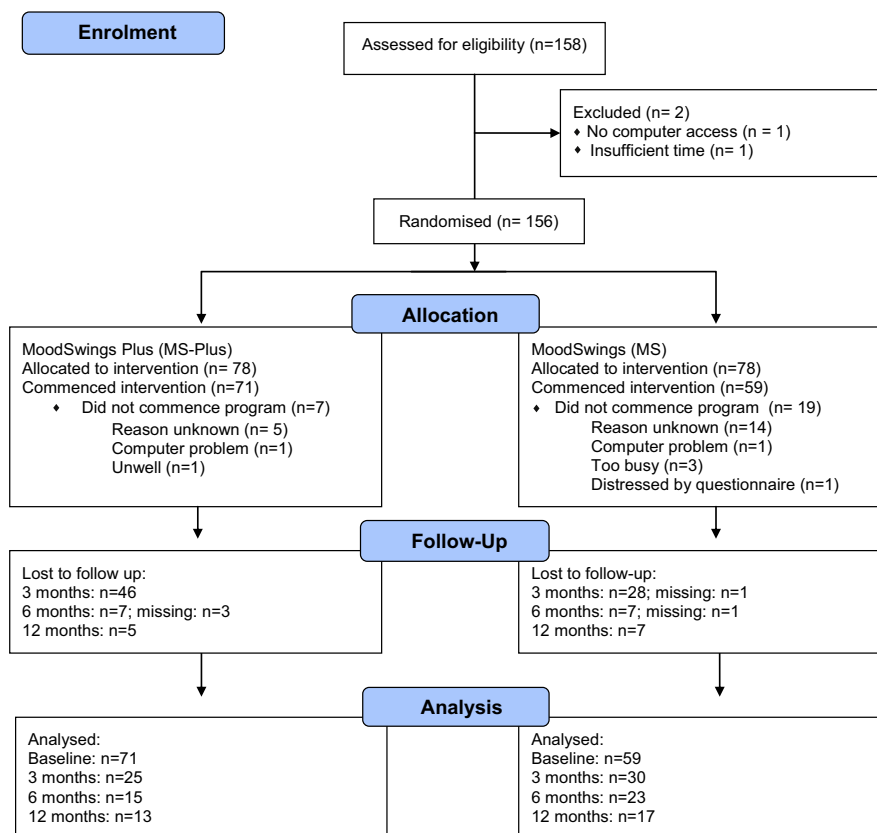 Enrolment
Assessed for eligibility (n=158)
Excluded (n= 2)
♦ No computer access (n = 1)
♦ Insufficient time (n= 1)
Randomised (n= 156)
Allocation
MoodSwings Plus (MS-Plus)
Allocated to intervention (n= 78)
Commenced intervention (n=71)
♦ Did not commence program (n=7)
Reason unknown (n= 5)
Computer problem (n=1)
Unwell (n=1)
MoodSwings (MS)
Allocated to intervention (n=78)
Commenced intervention (n=59)
♦ Did not commence program (n= 19)
Reason unknown (n=14)
Computer problem (n=1)
Too busy (n=3)
Distressed by questionnaire (n=1)
Follow-Up
Lost to follow up:
3 months: n=46
6 months: n=7; missing: n=3
12 months: n=5
Lost to follow-up:
3 months: n=28; missing: n=1
6 months: n=7; missing: n=1
12 months: n=7
Analysis
Analysed:
Baseline: n=71
3 months: n=25
6 months: n=15
12 months: n=13
Analysed:
Baseline: n=59
3 months: n=30
6 months: n=23
12 months: n=17